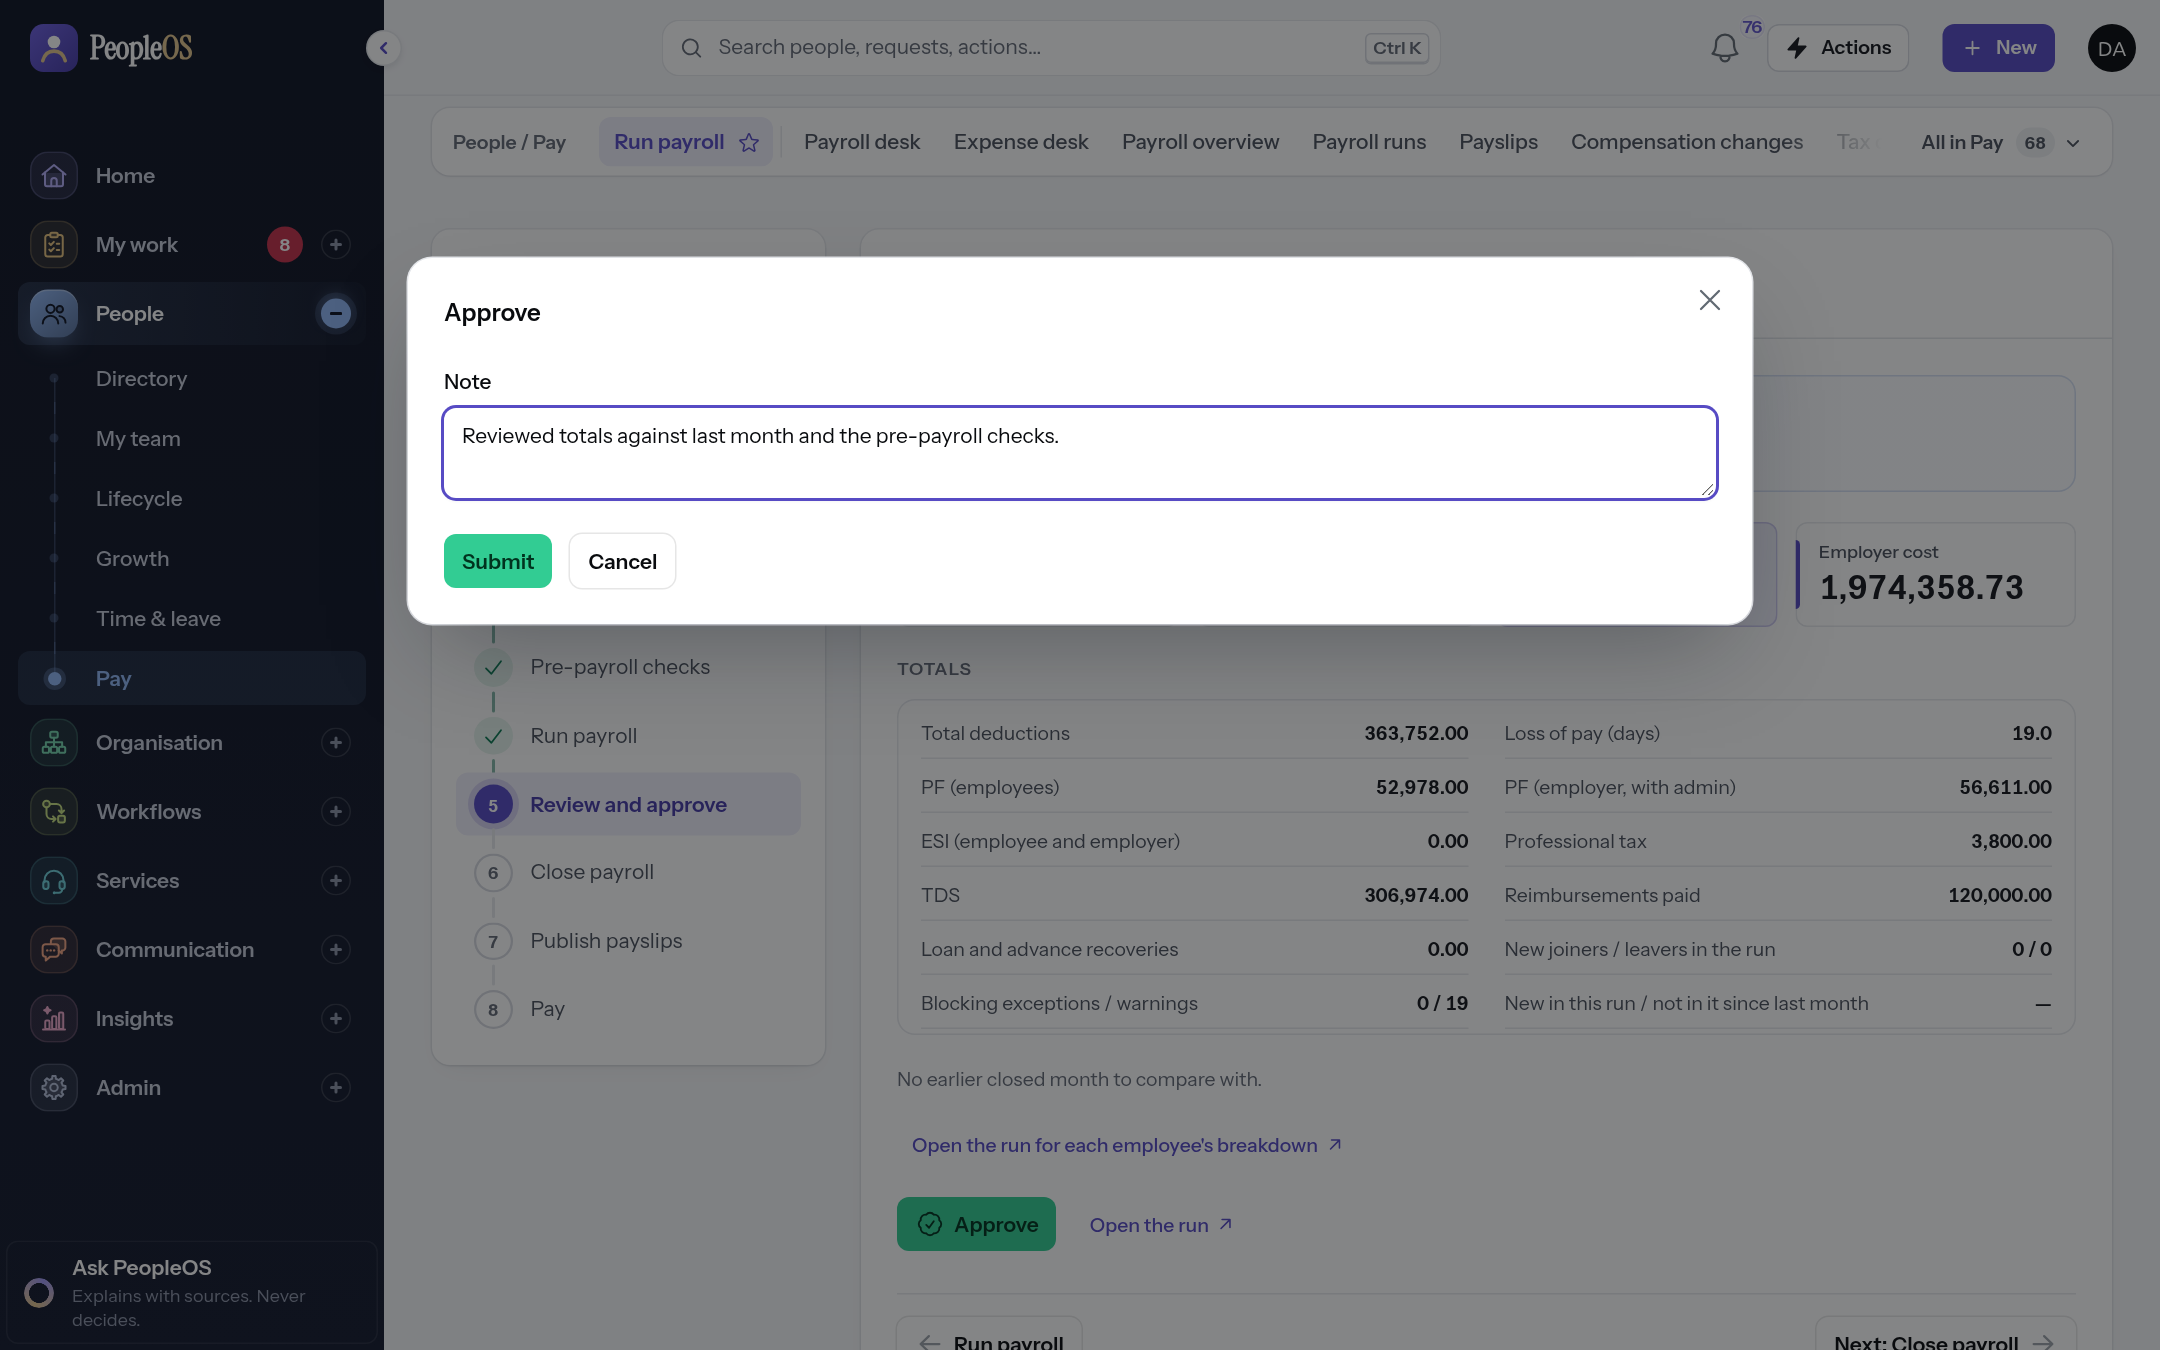 PeopleOS
Search people, requests, actions...
Ctrl K
76
Actions
New
DA
Home
My work
8
People
Directory
My team
Lifecycle
Growth
Time & leave
Pay
Organisation
Workflows
Services
Communication
Insights
Admin
Ask PeopleOS
Explains with sources. Never
decides.
People / Pay
Run payroll
Payroll desk
Expense desk
Payroll overview
Payroll runs
Payslips
Compensation changes
Tax
All in Pay 68
Approve
Note
Reviewed totals against last month and the pre-payroll checks.
Submit
Cancel
Pre-payroll checks
Run payroll
5 Review and approve
6 Close payroll
7 Publish payslips
8 Pay
Employer cost
1,974,358.73
TOTALS
Total deductions 363,752.00
Loss of pay (days) 19.0
PF (employees) 52,978.00
PF (employer, with admin) 56,611.00
ESI (employee and employer) 0.00
Professional tax 3,800.00
TDS 306,974.00
Reimbursements paid 120,000.00
Loan and advance recoveries 0.00
New joiners / leavers in the run 0 / 0
Blocking exceptions / warnings 0 / 19
New in this run / not in it since last month —
No earlier closed month to compare with.
Open the run for each employee's breakdown
Approve
Open the run
Run payroll
Next: Close payroll